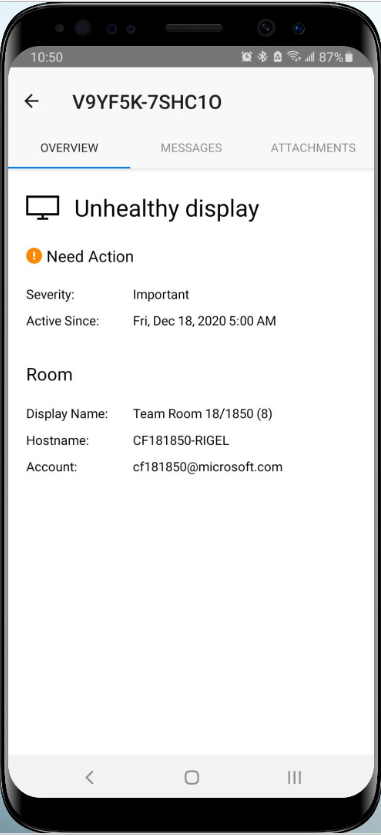 10:50 87%
V9YF5K-7SHC1O
OVERVIEW MESSAGES ATTACHMENTS
Unhealthy display
Need Action
Severity: Important
Active Since: Fri, Dec 18, 2020 5:00 AM
Room
Display Name: Team Room 18/1850 (8)
Hostname: CF181850-RIGEL
Account: cf181850@microsoft.com